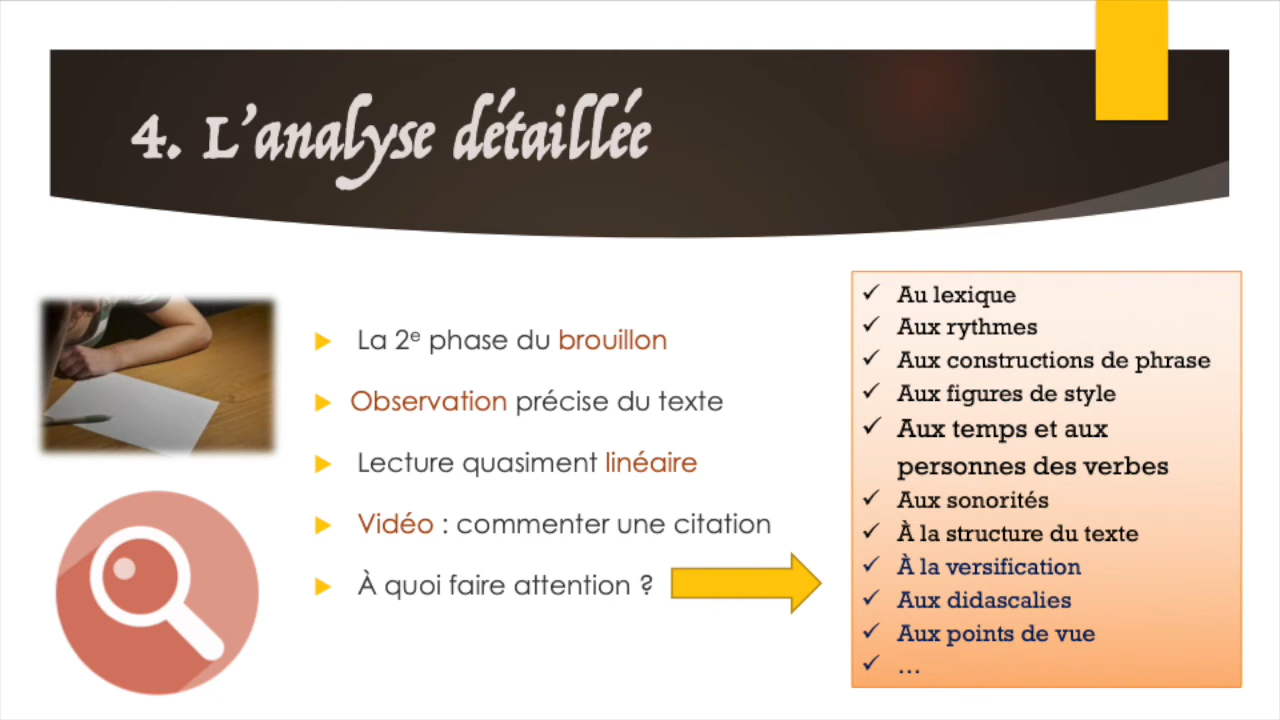 4. L'analyse détaillée
La 2e phase du brouillon
Observation précise du texte
Lecture quasiment linéaire
Vidéo : commenter une citation
À quoi faire attention ?
Au lexique
Aux rythmes
Aux constructions de phrase
Aux figures de style
Aux temps et aux
personnes des verbes
Aux sonorités
À la structure du texte
À la versification
Aux didascalies
Aux points de vue
...